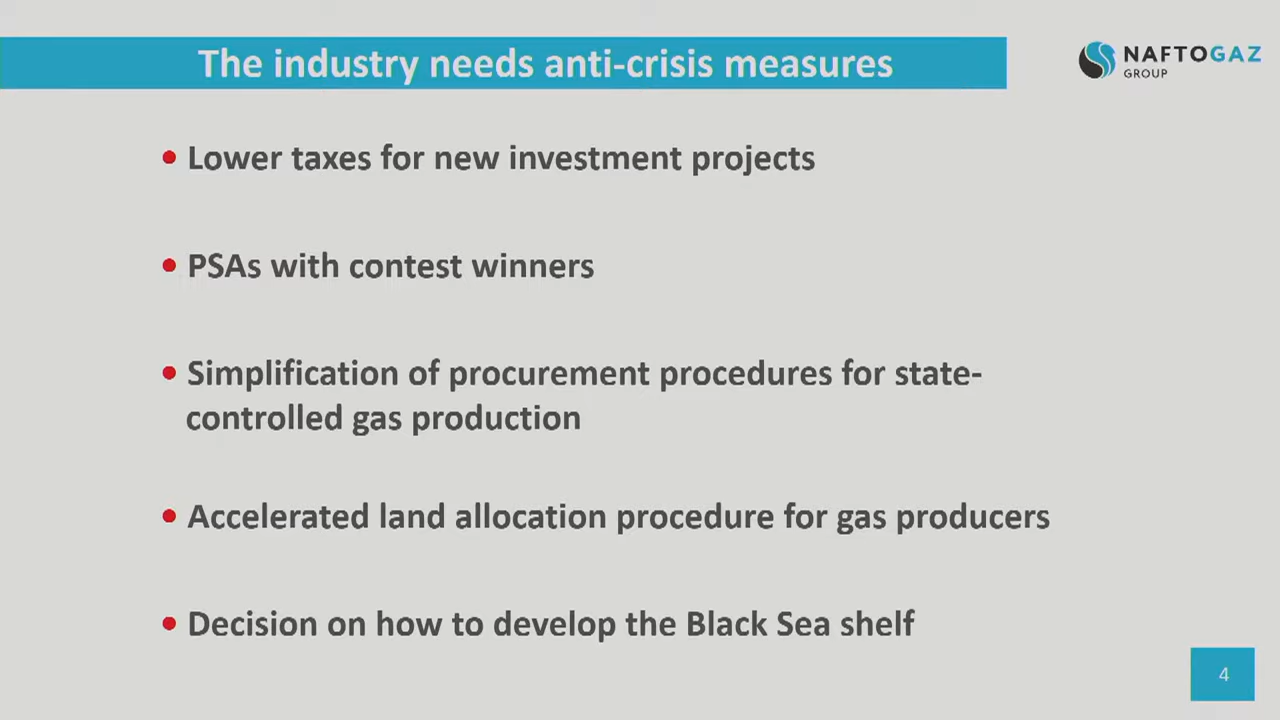 The industry needs anti-crisis measures
NAFTOGAZ
GROUP
• Lower taxes for new investment projects
• PSAs with contest winners
• Simplification of procurement procedures for state-
controlled gas production
• Accelerated land allocation procedure for gas producers
• Decision on how to develop the Black Sea shelf
4